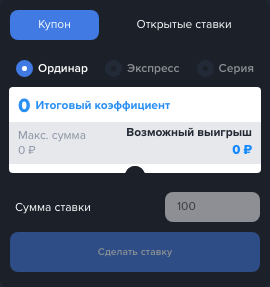 Купон Открытые ставки
Ординар Экспресс Серия
0 Итоговый коэффициент
Макс. сумма Возможный выигрыш
0 ₽ 0 ₽
Сумма ставки 100
Сделать ставку